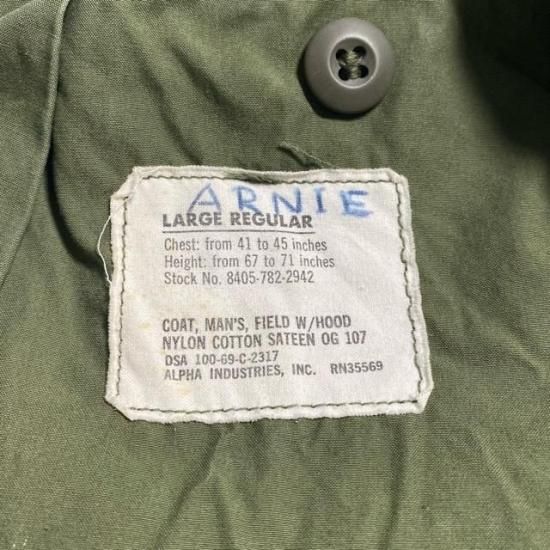 ARNIE
LARGE REGULAR
Chest: from 41 to 45 inches
Height: from 67 to 71 inches
Stock No. 8405-782-2942
COAT, MAN'S, FIELD W/HOOD
NYLON COTTON SATEEN OG 107
DSA 100-69-C-2317
ALPHA INDUSTRIES, INC. RN35569